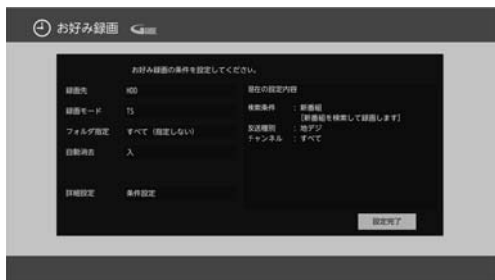 お好み録画
お好み録画の条件を設定してください。
録画先 HDD
録画モード TS
フォルダ指定 すべて（指定しない）
自動消去 入
詳細設定 条件設定
現在の設定内容
検索条件 ：新番組
［新番組を検索して録画します］
放送種別 ：地デジ
チャンネル ：すべて
設定完了